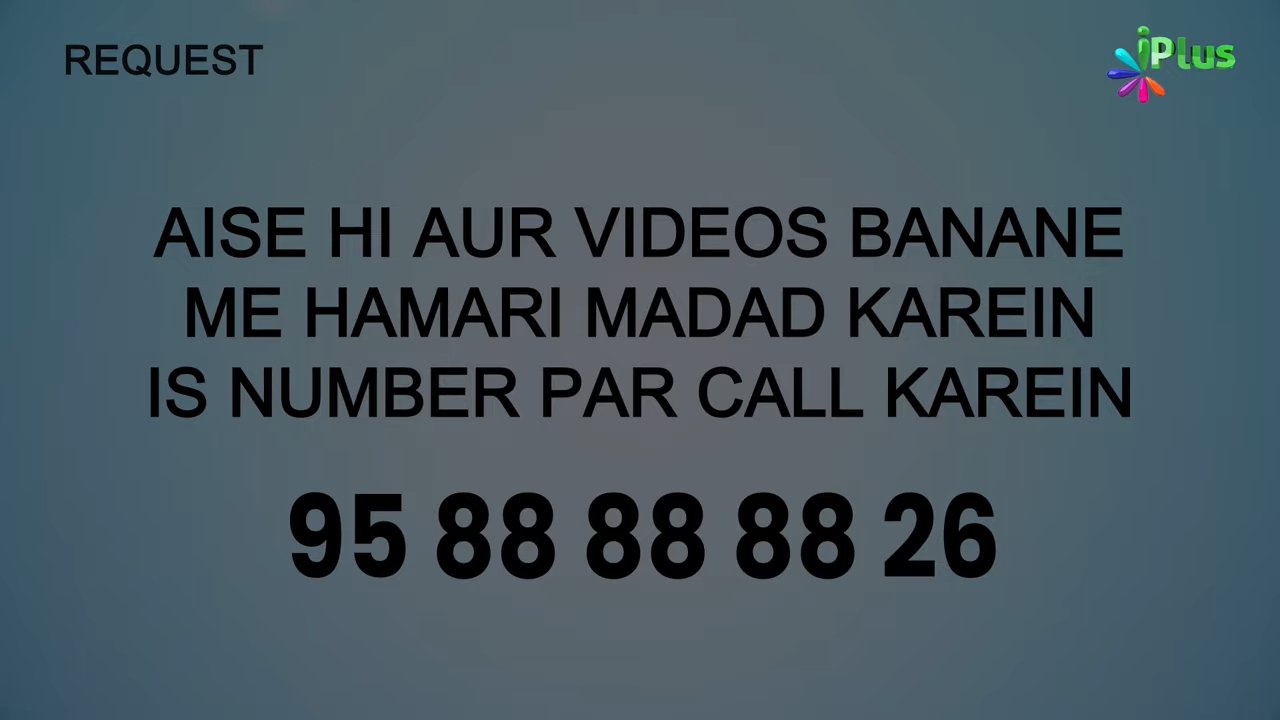 REQUEST
iPlus
AISE HI AUR VIDEOS BANANE
ME HAMARI MADAD KAREIN
IS NUMBER PAR CALL KAREIN
95 88 88 88 26